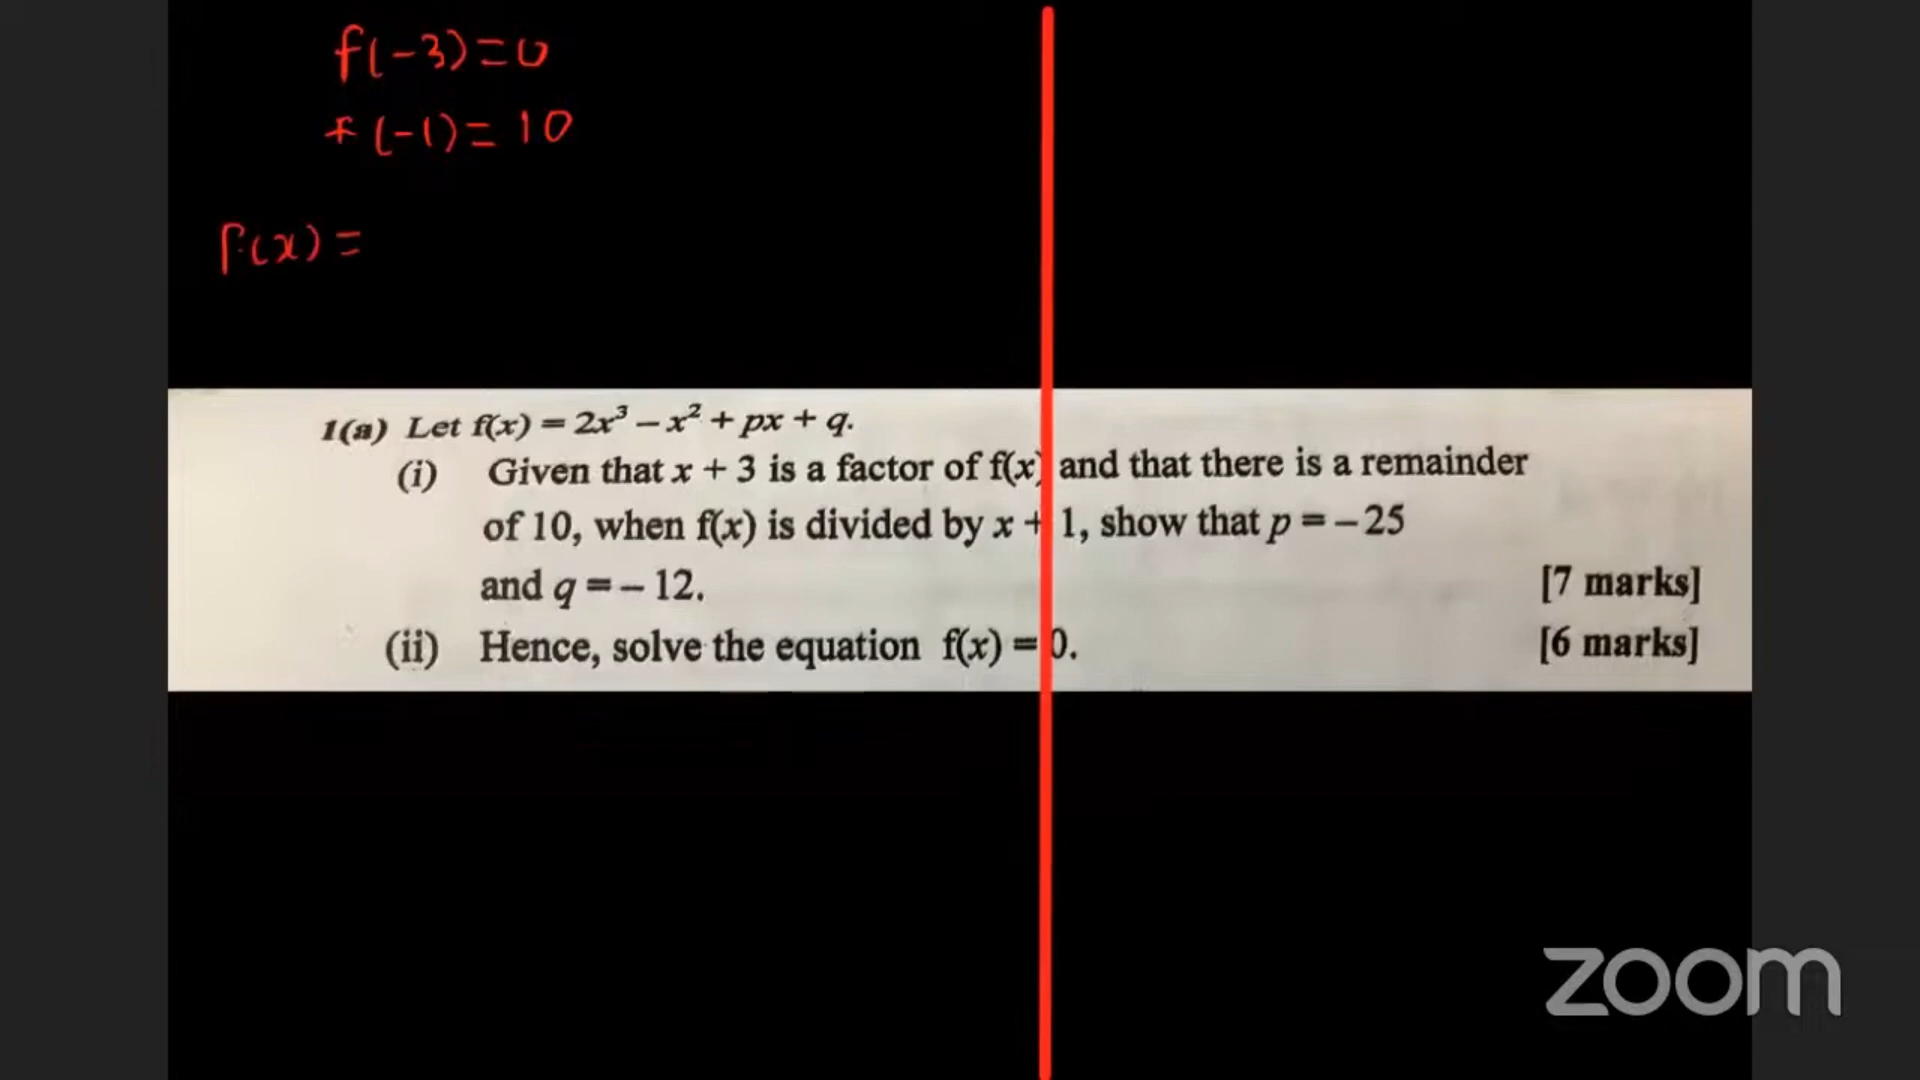 f(-3)=0
f(-1)=10
f(x)=
1(a) Let f(x) = 2x³ – x² + px + q.
(i) Given that x + 3 is a factor of f(x) and that there is a remainder
of 10, when f(x) is divided by x + 1, show that p = – 25
and q = – 12. [7 marks]
(ii) Hence, solve the equation f(x) = 0. [6 marks]
zoom